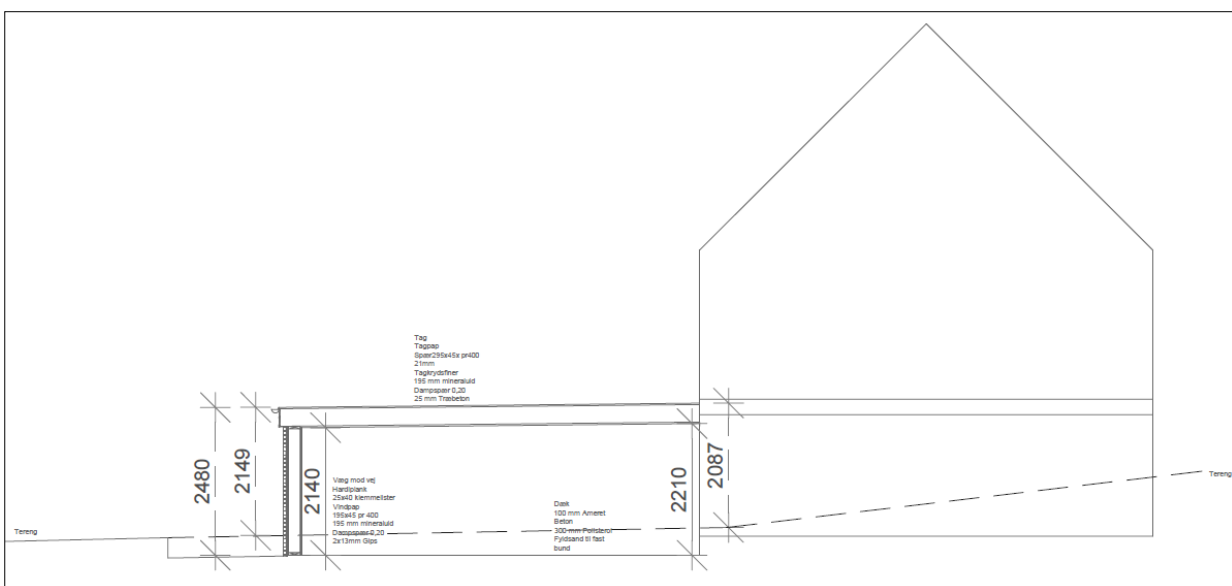 Tag
Tagpap
Spær295x45x pr400
21mm
Tagkrydsfiner
195 mm mineraluld
Dampspær 0,20
25 mm Træbeton
2480
2149
2140
Væg mod vej
Hardiplank
25x40 klemmelister
Vindpap
195x45 pr 400
195 mm mineraluld
Dampspær 0,20
2x13mm Gips
Dæk
100 mm Ameret
Beton
300 mm Polisterol
Fyldsand til fast
bund
2210
2087
Tereng
Tereng